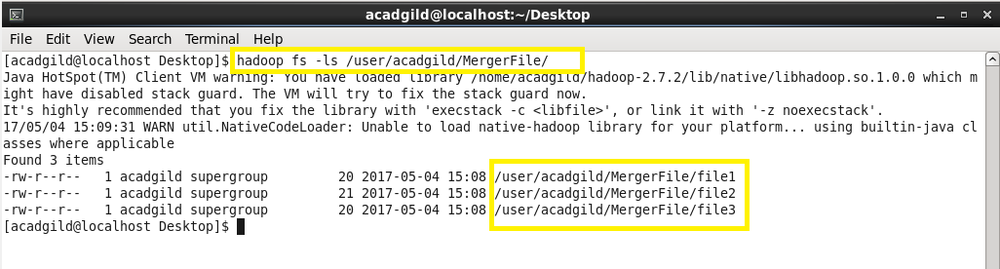 acadgild@localhost:~/Desktop
File Edit View Search Terminal Help
[acadgild@localhost Desktop]$ hadoop fs -ls /user/acadgild/MergerFile/
Java HotSpot(TM) Client VM warning: You have loaded library /home/acadgild/hadoop-2.7.2/lib/native/libhadoop.so.1.0.0 which m
ight have disabled stack guard. The VM will try to fix the stack guard now.
It's highly recommended that you fix the library with 'execstack -c <libfile>', or link it with '-z noexecstack'.
17/05/04 15:09:31 WARN util.NativeCodeLoader: Unable to load native-hadoop library for your platform... using builtin-java cl
asses where applicable
Found 3 items
-rw-r--r--   1 acadgild supergroup         20 2017-05-04 15:08 /user/acadgild/MergerFile/file1
-rw-r--r--   1 acadgild supergroup         21 2017-05-04 15:08 /user/acadgild/MergerFile/file2
-rw-r--r--   1 acadgild supergroup         20 2017-05-04 15:08 /user/acadgild/MergerFile/file3
[acadgild@localhost Desktop]$